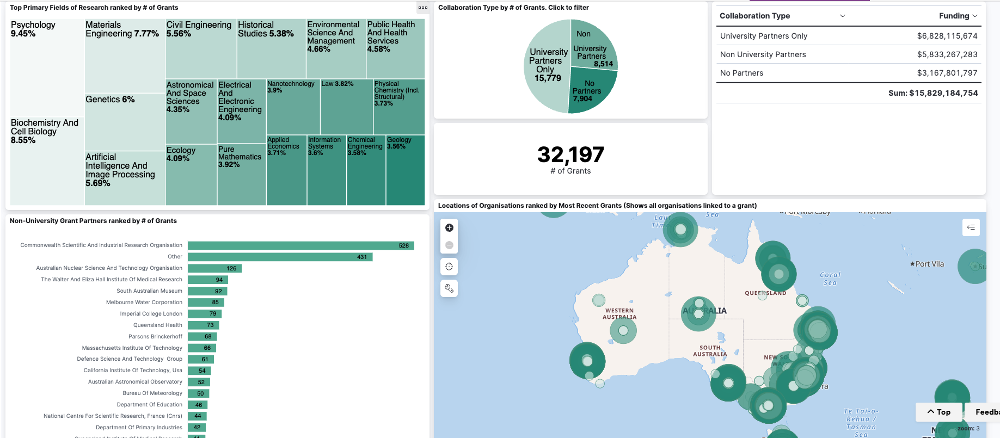 Top Primary Fields of Research ranked by # of Grants
Psychology
9.45%
Biochemistry And
Cell Biology
8.55%
Materials
Engineering 7.77%
Genetics 6%
Artificial
Intelligence And
Image Processing
5.69%
Civil Engineering
5.56%
Historical
Studies 5.38%
Environmental
Science And
Management
4.66%
Public Health
And Health
Services
4.58%
Astronomical
And Space
Sciences
4.35%
Electrical
And
Electronic
Engineering
4.09%
Ecology
4.09%
Pure
Mathematics
3.92%
Nanotechnology
3.9%
Law 3.82%
Physical
Chemistry (Incl.
Structural)
3.73%
Applied
Economics
3.71%
Information
Systems
3.6%
Chemical
Engineering
3.58%
Geology
3.56%
Collaboration Type by # of Grants. Click to filter
Non
University
Partners
8,514
University
Partners
Only
15,779
No
Partners
7,904
32,197
# of Grants
Collaboration Type Funding
University Partners Only $6,828,115,674
Non University Partners $5,833,267,283
No Partners $3,167,801,797
Sum: $15,829,184,754
Non-University Grant Partners ranked by # of Grants
Commonwealth Scientific And Industrial Research Organisation 528
Other 431
Australian Nuclear Science And Technology Organisation 126
The Walter And Eliza Hall Institute Of Medical Research 94
South Australian Museum 92
Melbourne Water Corporation 85
Imperial College London 79
Queensland Health 73
Parsons Brinckerhoff 68
Massachusetts Institute Of Technology 66
Defence Science And Technology Group 61
California Institute Of Technology, Usa 54
Australian Astronomical Observatory 52
Bureau Of Meteorology 50
Department Of Education 46
National Centre For Scientific Research, France (Cnrs) 44
Department Of Primary Industries 42
Queensland Institute Of Medical Research 41
Locations of Organisations ranked by Most Recent Grants (Shows all organisations linked to a grant)
Port Moresby
Honiara
Sea
Port Vila
Su
Coral
Sea
QUEENSLAND
WESTERN
AUSTRALIA
AUSTRALIA
SOUTH
AUSTRALIA
NEW SO
WAL
ra
Te Tai-o-
Rehua /
Tasman
Sea
Top
Feedba
zoom: 3